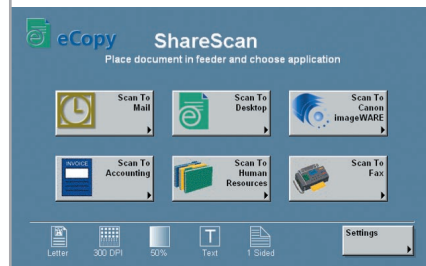 eCopy
ShareScan
Place document in feeder and choose application
Scan To
Mail
Scan To
Desktop
Scan To
Canon
imageWARE
INVOICE
Scan To
Accounting
Scan To
Human
Resources
Scan To
Fax
Letter
300 DPI
50%
T
Text
1 Sided
Settings